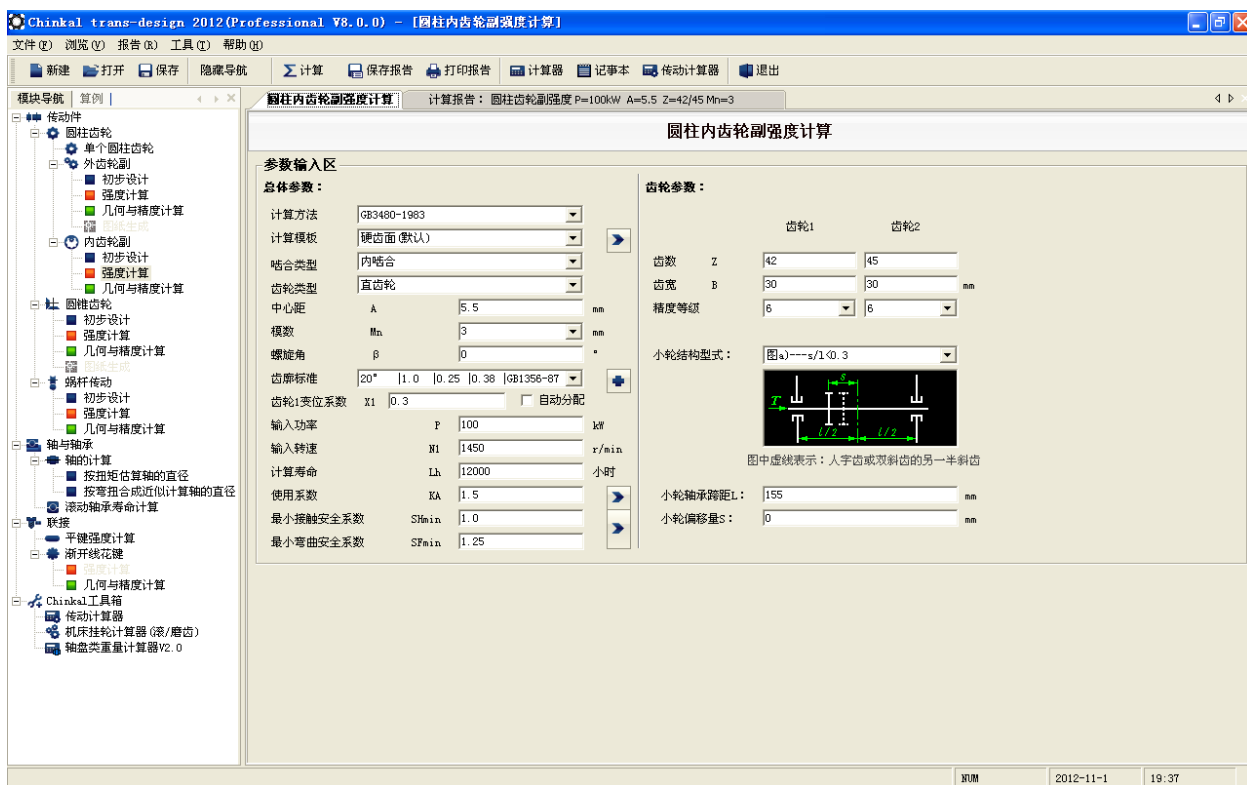 Chinkal trans-design 2012(Professional V8.0.0) - [圆柱内齿轮副强度计算]
文件(F) 浏览(V) 报告(R) 工具(T) 帮助(H)
新建 打开 保存 隐藏导航 ∑计算 保存报告 打印报告 计算器 记事本 传动计算器 退出
模块导航 算例
圆柱内齿轮副强度计算 计算报告: 圆柱齿轮副强度 P=100kW A=5.5 Z=42/45 Mn=3
传动件
圆柱齿轮
单个圆柱齿轮
外齿轮副
初步设计
强度计算
几何与精度计算
图纸生成
内齿轮副
初步设计
强度计算
几何与精度计算
圆锥齿轮
初步设计
强度计算
几何与精度计算
图纸生成
蜗杆传动
初步设计
强度计算
几何与精度计算
轴与轴承
轴的计算
按扭矩估算轴的直径
按弯扭合成近似计算轴的直径
滚动轴承寿命计算
联接
平键强度计算
渐开线花键
强度计算
几何与精度计算
Chinkal工具箱
传动计算器
机床挂轮计算器(滚/磨齿)
轴盘类重量计算器V2.0
圆柱内齿轮副强度计算
参数输入区
总体参数:
计算方法 GB3480-1983
计算模板 硬齿面(默认)
啮合类型 内啮合
齿轮类型 直齿轮
中心距 A 5.5 mm
模数 Mn 3 mm
螺旋角 β 0 °
齿廓标准 20° |1.0 |0.25 |0.38 |GB1356-87
齿轮1变位系数 X1 0.3 自动分配
输入功率 P 100 kW
输入转速 N1 1450 r/min
计算寿命 Lh 12000 小时
使用系数 KA 1.5
最小接触安全系数 SHmin 1.0
最小弯曲安全系数 SFmin 1.25
齿轮参数:
齿轮1 齿轮2
齿数 Z 42 45
齿宽 B 30 30 mm
精度等级 6 6
小轮结构型式: 图a)---s/l<0.3
s
T
l/2 l/2
图中虚线表示:人字齿或双斜齿的另一半斜齿
小轮轴承跨距L: 155 mm
小轮偏移量S: 0 mm
NUM 2012-11-1 19:37